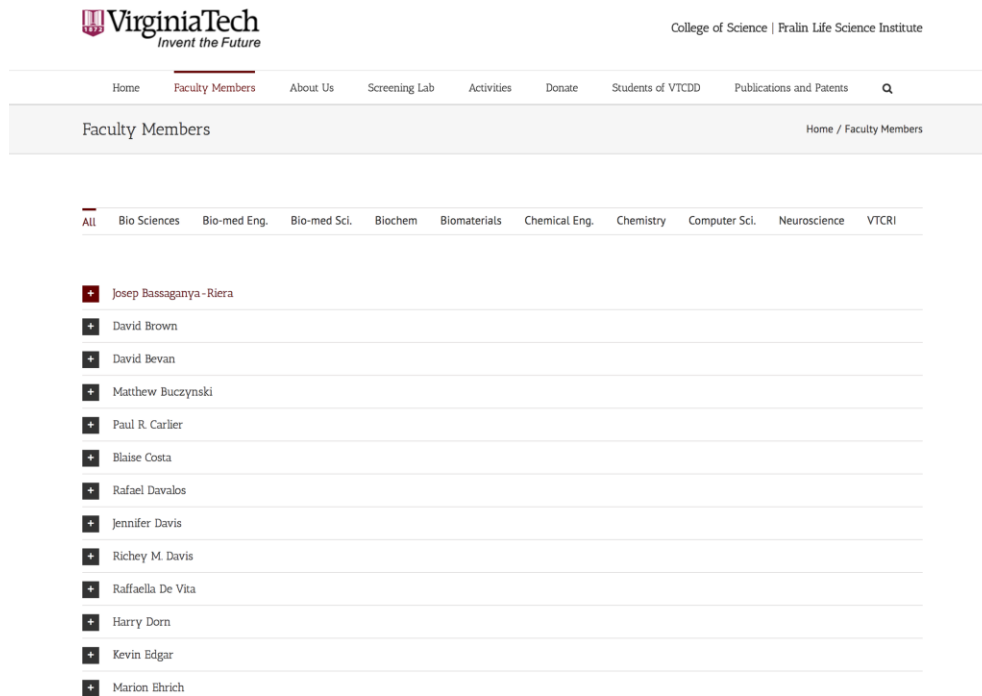 1872 VirginiaTech
Invent the Future
College of Science | Fralin Life Science Institute
Home Faculty Members About Us Screening Lab Activities Donate Students of VTCDD Publications and Patents
Faculty Members
Home / Faculty Members
All Bio Sciences Bio-med Eng. Bio-med Sci. Biochem Biomaterials Chemical Eng. Chemistry Computer Sci. Neuroscience VTCRI
+ Josep Bassaganya-Riera
+ David Brown
+ David Bevan
+ Matthew Buczynski
+ Paul R. Carlier
+ Blaise Costa
+ Rafael Davalos
+ Jennifer Davis
+ Richey M. Davis
+ Raffaella De Vita
+ Harry Dorn
+ Kevin Edgar
+ Marion Ehrich